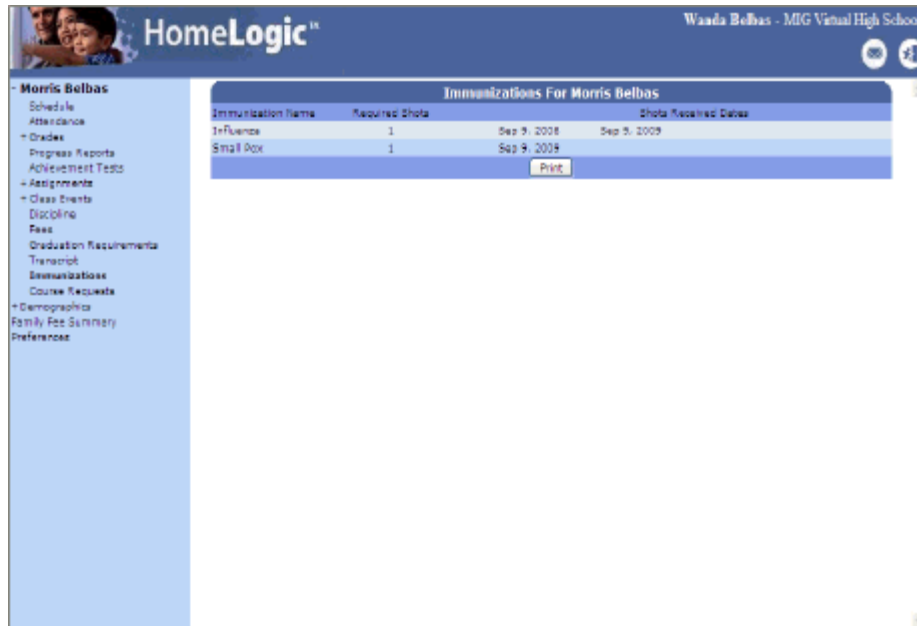 HomeLogic™
Wanda Belbas - MIG Virtual High School
- Morris Belbas
Schedule
Attendance
+ Grades
Progress Reports
Achievement Tests
+ Assignments
+ Class Events
Discipline
Fees
Graduation Requirements
Transcript
Immunizations
Course Requests
+ Demographics
Family Fee Summary
Preferences
Immunizations For Morris Belbas
Immunization Name Required Shots Shots Received Dates
Influenza 1 Sep 9, 2008 Sep 9, 2009
Small Pox 1 Sep 9, 2009
Print